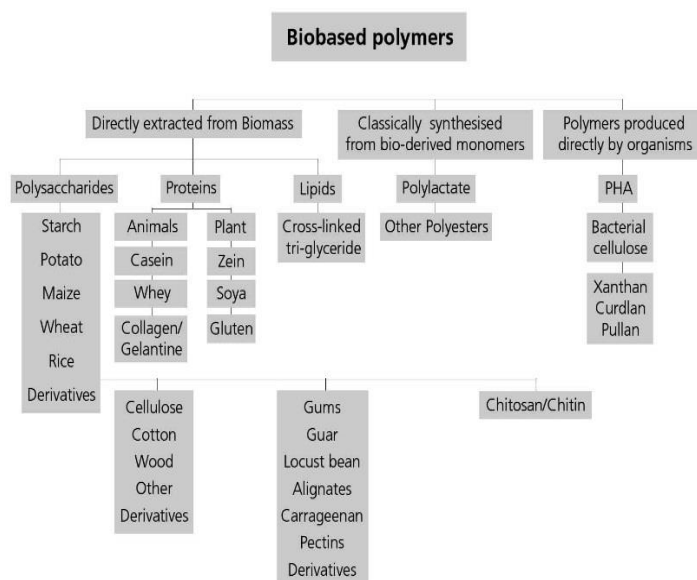 Biobased polymers
Directly extracted from Biomass
Classically synthesised
from bio-derived monomers
Polymers produced
directly by organisms
Polysaccharides
Proteins
Lipids
Polylactate
PHA
Starch
Potato
Maize
Wheat
Rice
Derivatives
Animals
Casein
Whey
Collagen/
Gelantine
Plant
Zein
Soya
Gluten
Cross-linked
tri-glyceride
Other Polyesters
Bacterial
cellulose
Xanthan
Curdlan
Pullan
Cellulose
Cotton
Wood
Other
Derivatives
Gums
Guar
Locust bean
Alignates
Carrageenan
Pectins
Derivatives
Chitosan/Chitin